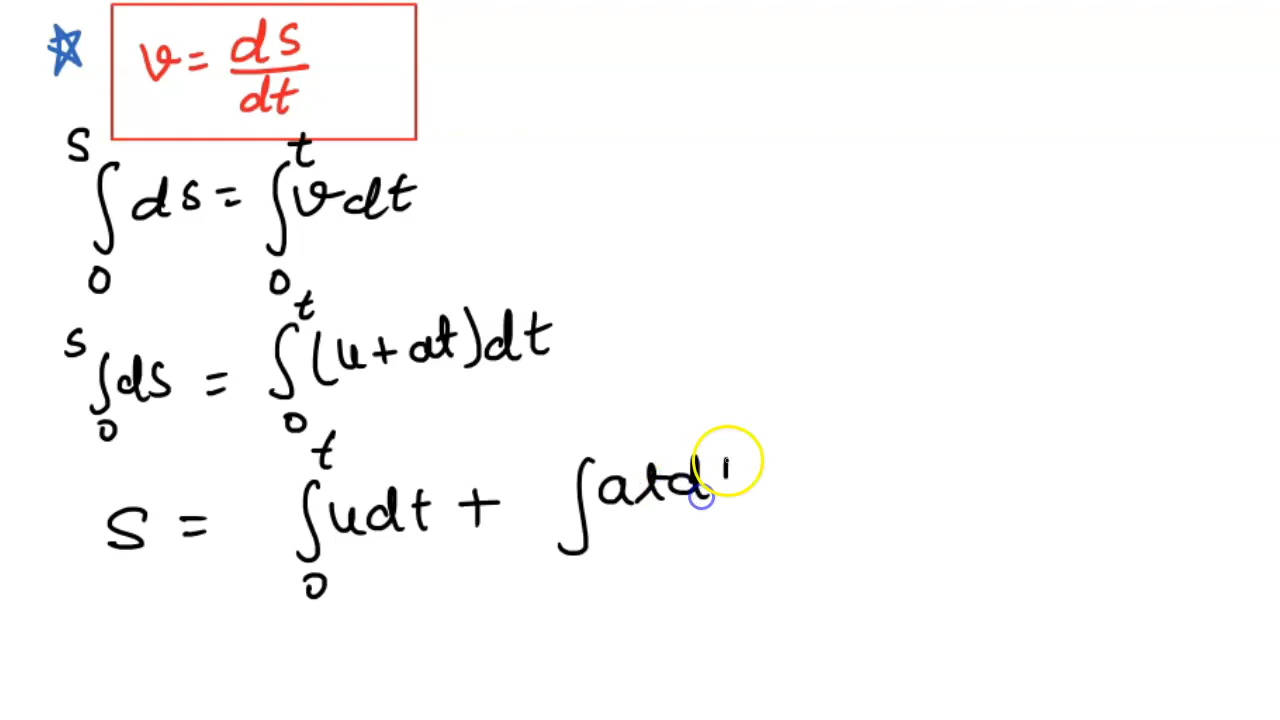 v = ds/dt
∫₀ˢ ds = ∫₀ᵗ v dt
∫₀ˢ ds = ∫₀ᵗ (u + at) dt
S = ∫₀ᵗ u dt + ∫ at d